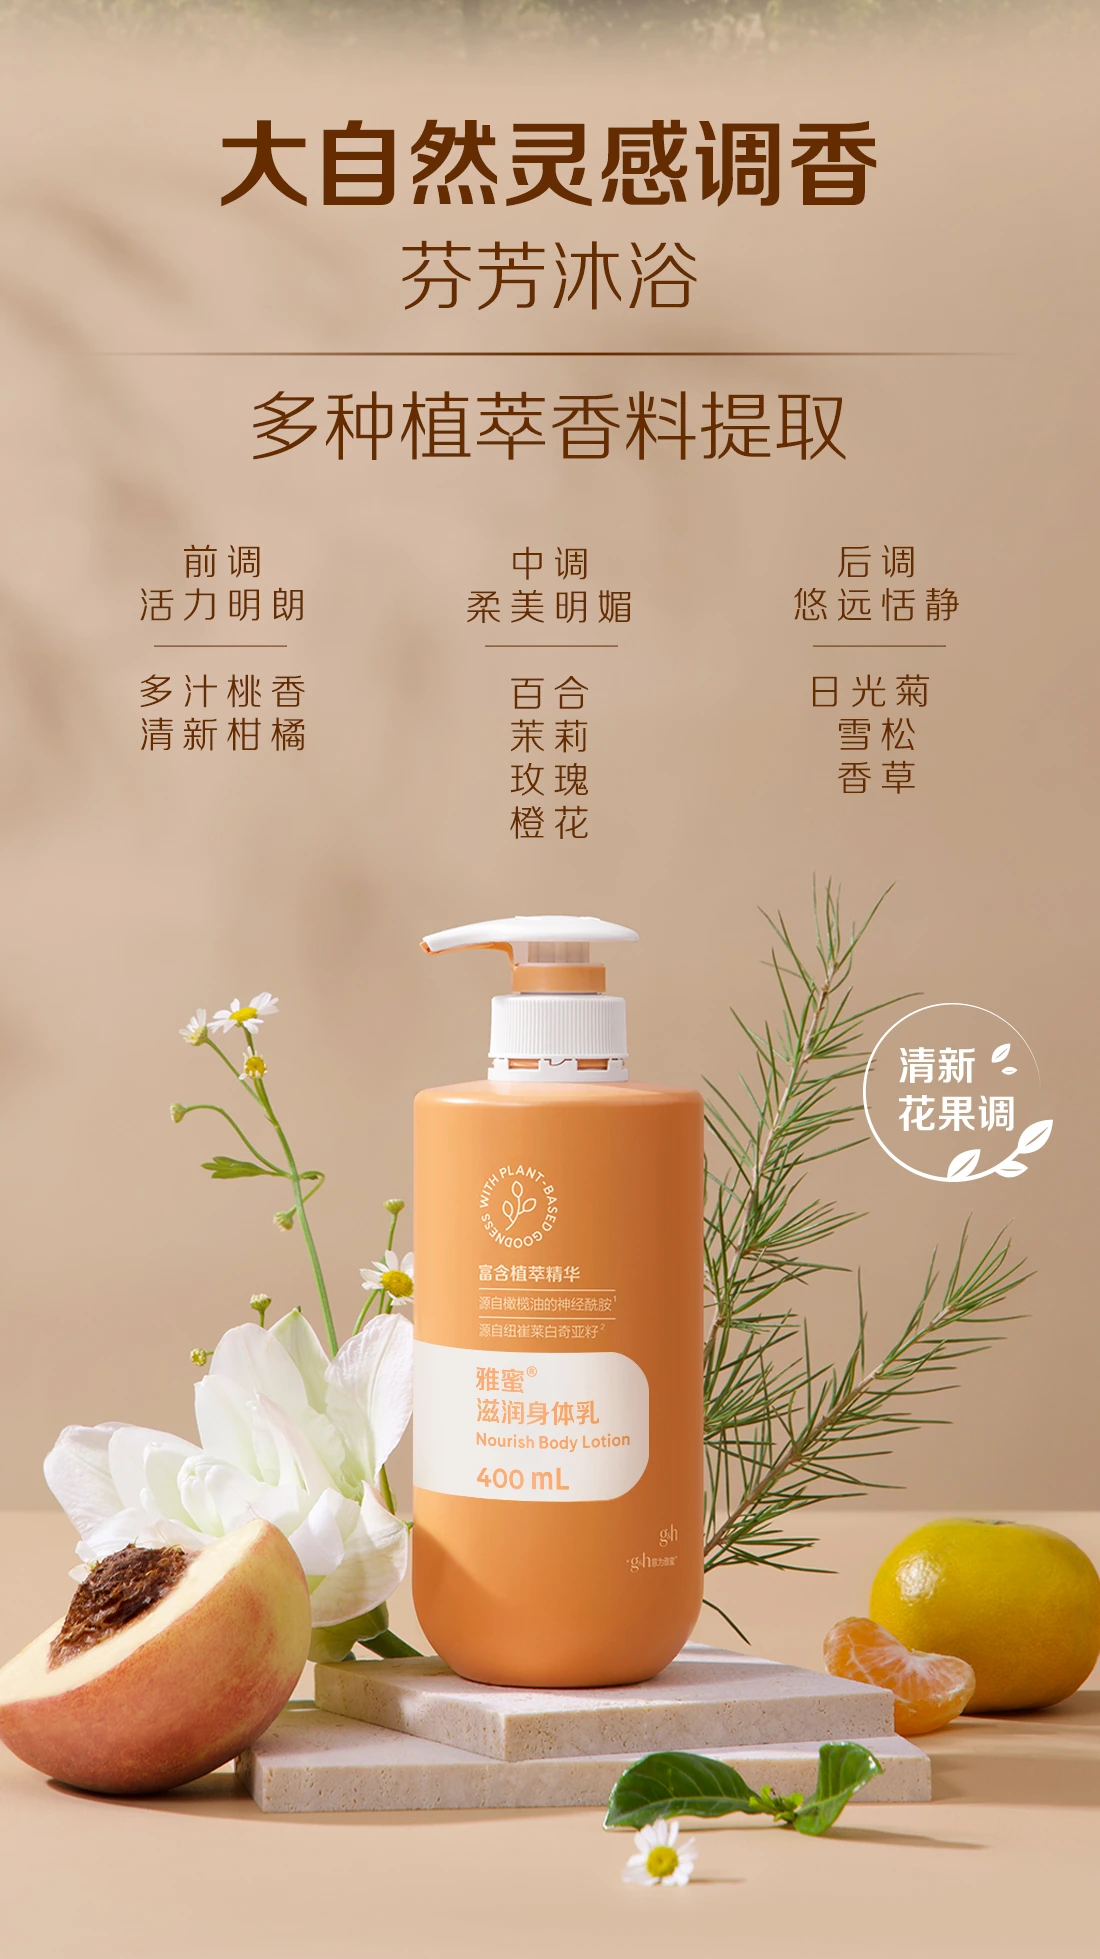 大自然灵感调香
芬芳沐浴
多种植萃香料提取
前调
活力明朗
多汁桃香
清新柑橘
中调
柔美明媚
百合
茉莉
玫瑰
橙花
后调
悠远恬静
日光菊
雪松
香草
清新
花果调
WITH PLANT-BASED GOODNESS
富含植萃精华
源自橄榄油的神经酰胺1
源自纽崔莱白奇亚籽2
雅蜜®
滋润身体乳
Nourish Body Lotion
400 mL
g&h